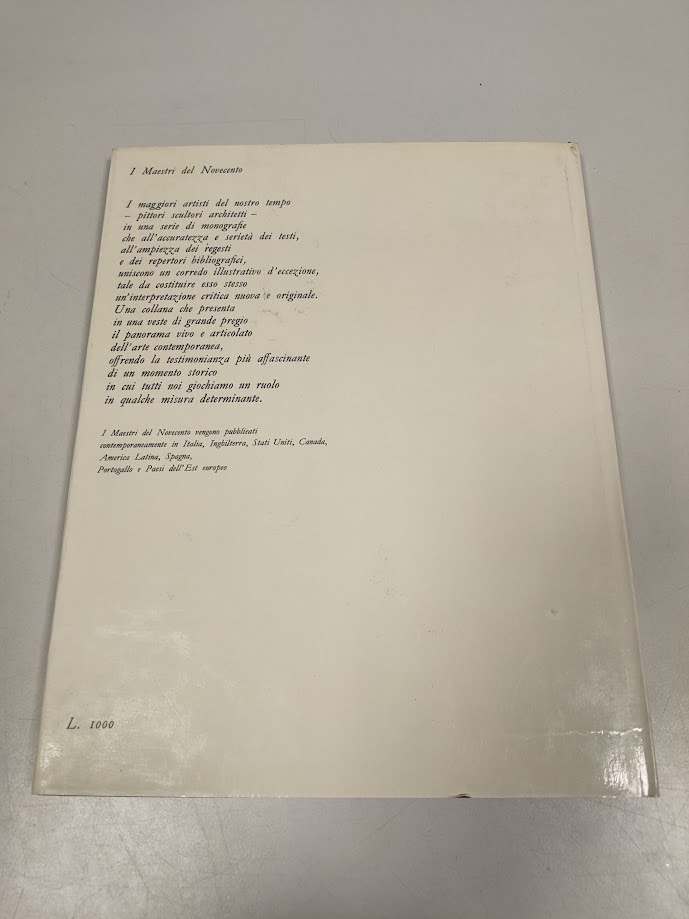 I Maestri del Novecento
I maggiori artisti del nostro tempo
– pittori scultori architetti –
in una serie di monografie
che all'accuratezza e serietà dei testi,
all'ampiezza dei regesti
e dei repertori bibliografici,
uniscono un corredo illustrativo d'eccezione,
tale da costituire esso stesso
un'interpretazione critica nuova e originale.
Una collana che presenta
in una veste di grande pregio
il panorama vivo e articolato
dell'arte contemporanea,
offrendo la testimonianza più affascinante
di un momento storico
in cui tutti noi giochiamo un ruolo
in qualche misura determinante.
I Maestri del Novecento vengono pubblicati
contemporaneamente in Italia, Inghilterra, Stati Uniti, Canada,
America Latina, Spagna,
Portogallo e Paesi dell'Est europeo
L. 1000